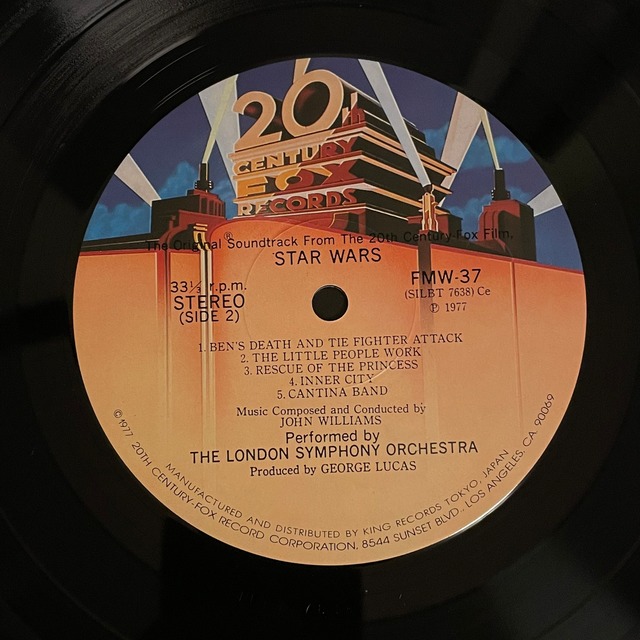 20th
CENTURY
FOX
RECORDS
The Original® Soundtrack From The 20th Century-Fox Film.
STAR WARS
33⅓ r.p.m.
STEREO
(SIDE 2)
FMW-37
(SILBT 7638) Ce
℗ 1977
1. BEN'S DEATH AND TIE FIGHTER ATTACK
2. THE LITTLE PEOPLE WORK
3. RESCUE OF THE PRINCESS
4. INNER CITY
5. CANTINA BAND
Music Composed and Conducted by
JOHN WILLIAMS
Performed by
THE LONDON SYMPHONY ORCHESTRA
Produced by GEORGE LUCAS
MANUFACTURED AND DISTRIBUTED BY KING RECORDS TOKYO, JAPAN
©1977 20TH CENTURY-FOX RECORD CORPORATION, 8544 SUNSET BLVD., LOS ANGELES, CA 90069